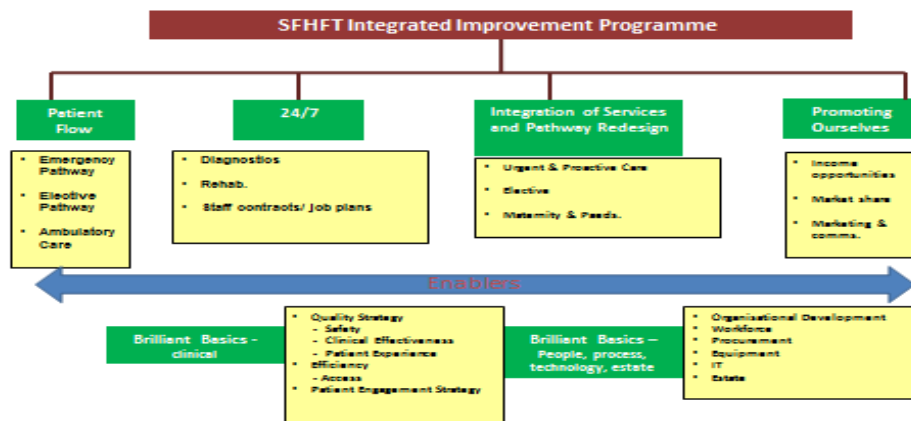 SFHFT Integrated Improvement Programme
Patient
Flow
• Emergency
Pathway
• Elective
Pathway
• Ambulatory
Care
24/7
• Diagnostics
• Rehab.
• Staff contracts/ job plans
Integration of Services
and Pathway Redesign
• Urgent & Proactive Care
• Elective
• Maternity & Paeds.
Promoting
Ourselves
• Income
opportunities
• Market share
• Marketing &
comms.
Enablers
Brilliant Basics -
clinical
• Quality Strategy
- Safety
- Clinical Effectiveness
- Patient Experience
• Efficiency
- Access
• Patient Engagement Strategy
Brilliant Basics –
People, process,
technology, estate
• Organisational Development
• Workforce
• Procurement
• Equipment
• IT
• Estate